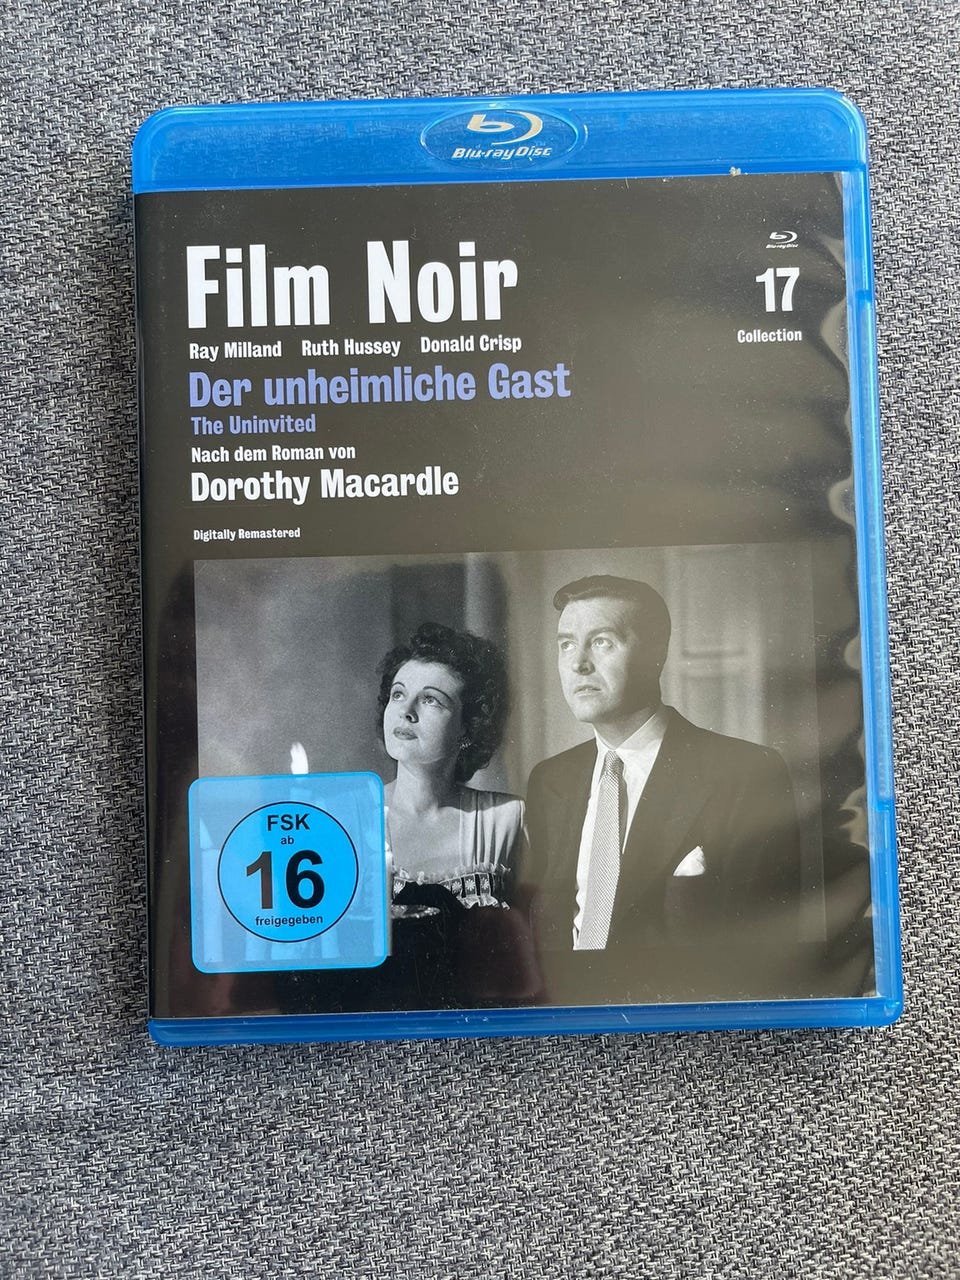 Blu-ray Disc
Blu-ray Disc
Film Noir
17
Collection
Ray Milland Ruth Hussey Donald Crisp
Der unheimliche Gast
The Uninvited
Nach dem Roman von
Dorothy Macardle
Digitally Remastered
FSK
ab
16
freigegeben